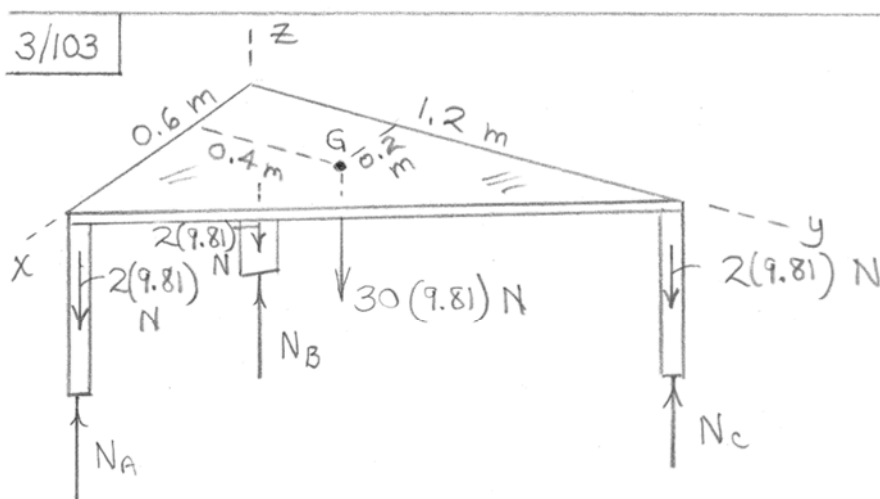 3/103
z
0.6 m
1.2 m
G
0.4 m
0.2 m
x
y
2(9.81) N
2(9.81) N
30(9.81) N
2(9.81) N
N_B
N_A
N_C